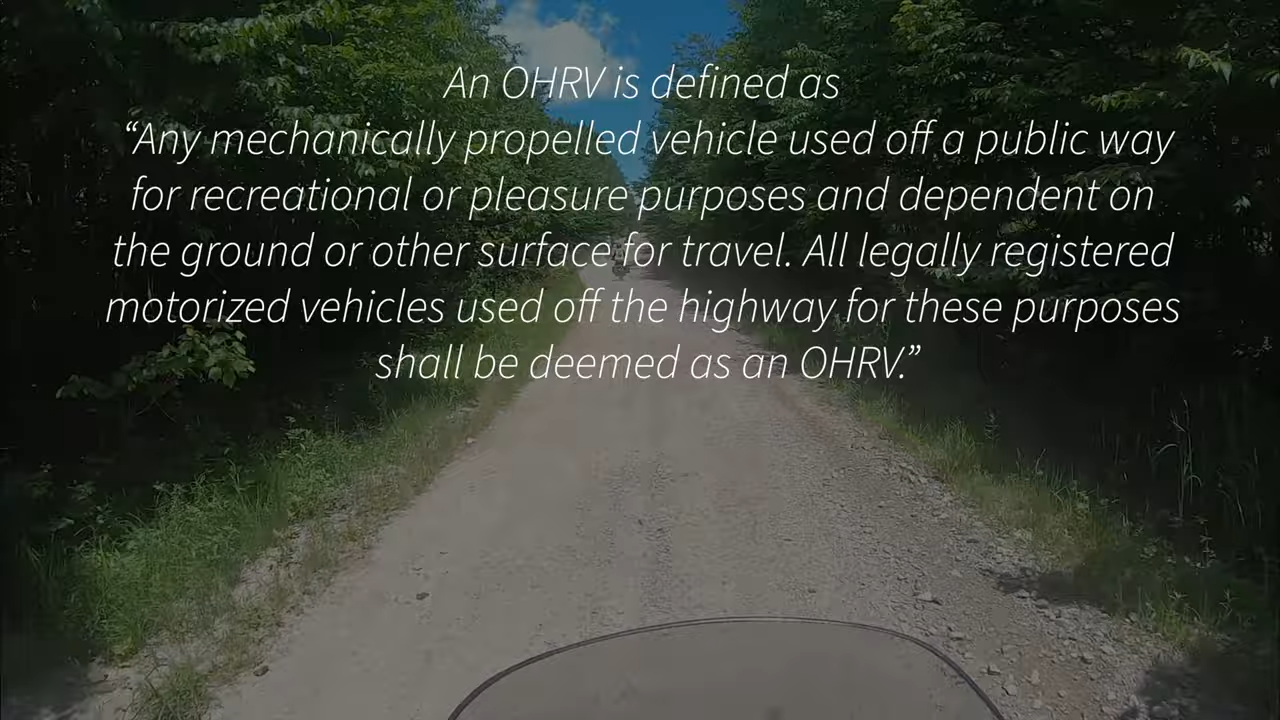 An OHRV is defined as
“Any mechanically propelled vehicle used off a public way
for recreational or pleasure purposes and dependent on
the ground or other surface for travel. All legally registered
motorized vehicles used off the highway for these purposes
shall be deemed as an OHRV.”